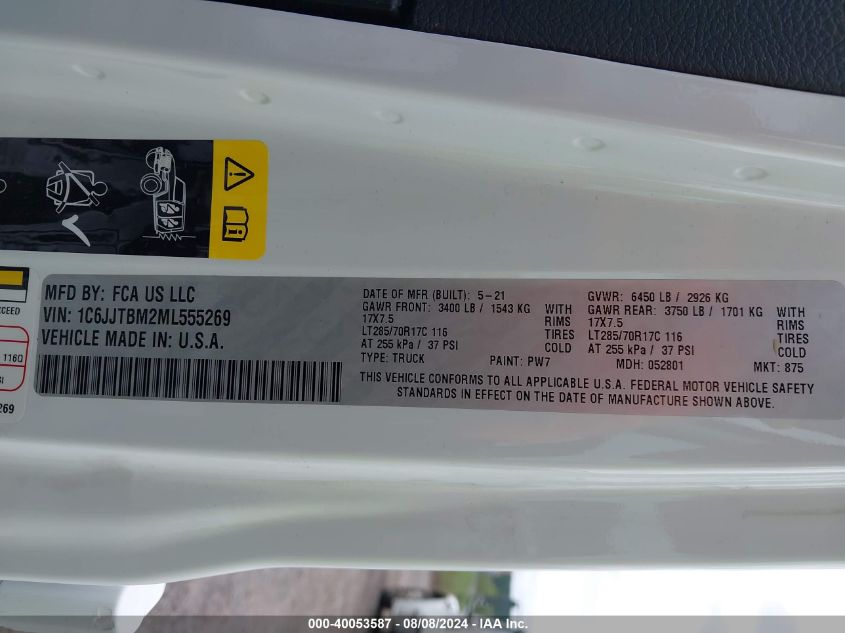 XCEED
116Q
SI
269
MFD BY: FCA US LLC
VIN: 1C6JJTBM2ML555269
VEHICLE MADE IN: U.S.A.
DATE OF MFR (BUILT): 5-21
GAWR FRONT: 3400 LB / 1543 KG WITH
17X7.5 RIMS
LT285/70R17C 116 TIRES
AT 255 kPa / 37 PSI COLD
TYPE: TRUCK PAINT: PW7
GVWR: 6450 LB / 2926 KG
GAWR REAR: 3750 LB / 1701 KG WITH
17X7.5 RIMS
LT285/70R17C 116 TIRES
AT 255 kPa / 37 PSI COLD
MDH: 052801 MKT: 875
THIS VEHICLE CONFORMS TO ALL APPLICABLE U.S.A. FEDERAL MOTOR VEHICLE SAFETY
STANDARDS IN EFFECT ON THE DATE OF MANUFACTURE SHOWN ABOVE.
000-40053587 - 08/08/2024 - IAAI.com